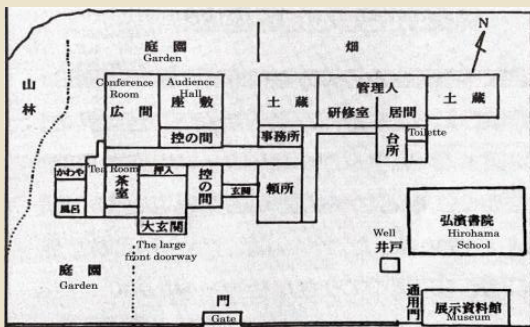 庭園
Garden
畑
N
山林
Conference Room
広間
Audience Hall
座敷
控の間
土蔵
事務所
管理人
研修室
居間
土蔵
台所
Toilette
かわや
風呂
Tea Room
茶室
押入
控の間
玄関
頼所
大玄関
The large front doorway
弘濱書院
Hirohama School
Well
井戸
庭園
Garden
門
Gate
通用門
展示資料館
Museum